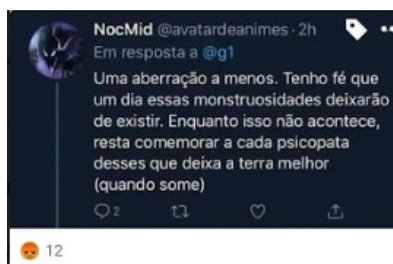 NocMid @avatardeanimes · 2h
Em resposta a @g1
Uma aberração a menos. Tenho fé que
um dia essas monstruosidades deixarão
de existir. Enquanto isso não acontece,
resta comemorar a cada psicopata
desses que deixa a terra melhor
(quando some)
2
12